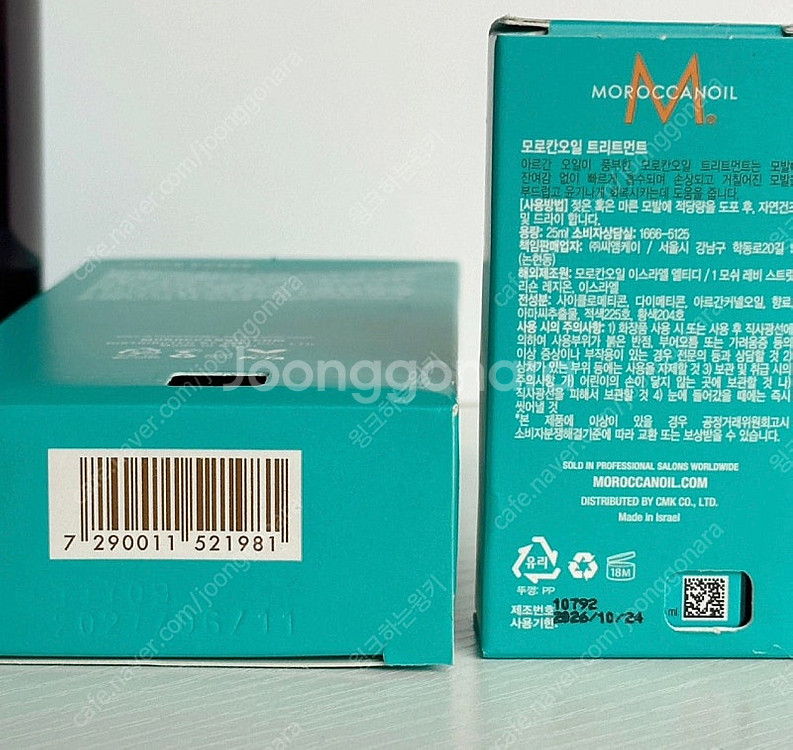 MOROCCANOIL
모로칸오일 트리트먼트
아르간 오일이 풍부한 모로칸오일 트리트먼트는 모발에
잔여감 없이 빠르게 흡수되며 손상되고 거칠어진 모발을
부드럽고 윤기나게 회복시키는데 도움을 줍니다.
[사용방법] 젖은 혹은 마른 모발에 적당량을 도포 후, 자연건조
및 드라이 합니다.
용량: 25ml 소비자상담실: 1666-5125
책임판매업자: ㈜씨엠케이 / 서울시 강남구 학동로20길
(논현동)
해외제조원: 모로칸오일 이스라엘 엘티디 / 1 모쉬 레비 스트릿
리숀 레지온, 이스라엘
전성분: 사이클로메티콘, 다이메티콘, 아르간커넬오일, 향료,
아마씨추출물, 적색225호, 황색204호
사용 시의 주의사항: 1) 화장품 사용 시 또는 사용 후 직사광선에
의하여 사용부위가 붉은 반점, 부어오름 또는 가려움증 등의
이상 증상이나 부작용이 있는 경우 전문의 등과 상담할 것 2)
상처가 있는 부위 등에는 사용을 자제할 것 3) 보관 및 취급 시의
주의사항 가) 어린이의 손이 닿지 않는 곳에 보관할 것 나)
직사광선을 피해서 보관할 것 4) 눈에 들어갔을 때에는 즉시
씻어낼 것
*본 제품에 이상이 있을 경우 공정거래위원회고시
소비자분쟁해결기준에 따라 교환 또는 보상받을 수 있습니다.
SOLD IN PROFESSIONAL SALONS WORLDWIDE
MOROCCANOIL.COM
DISTRIBUTED BY CMK CO., LTD.
Made in Israel
유리
18M
뚜껑: PP
제조번호 10792
사용기한 2026/10/24
ml
7 290011 521981
Joonggonara
cafe.naver.com/joonggonara
윙크하는윙키